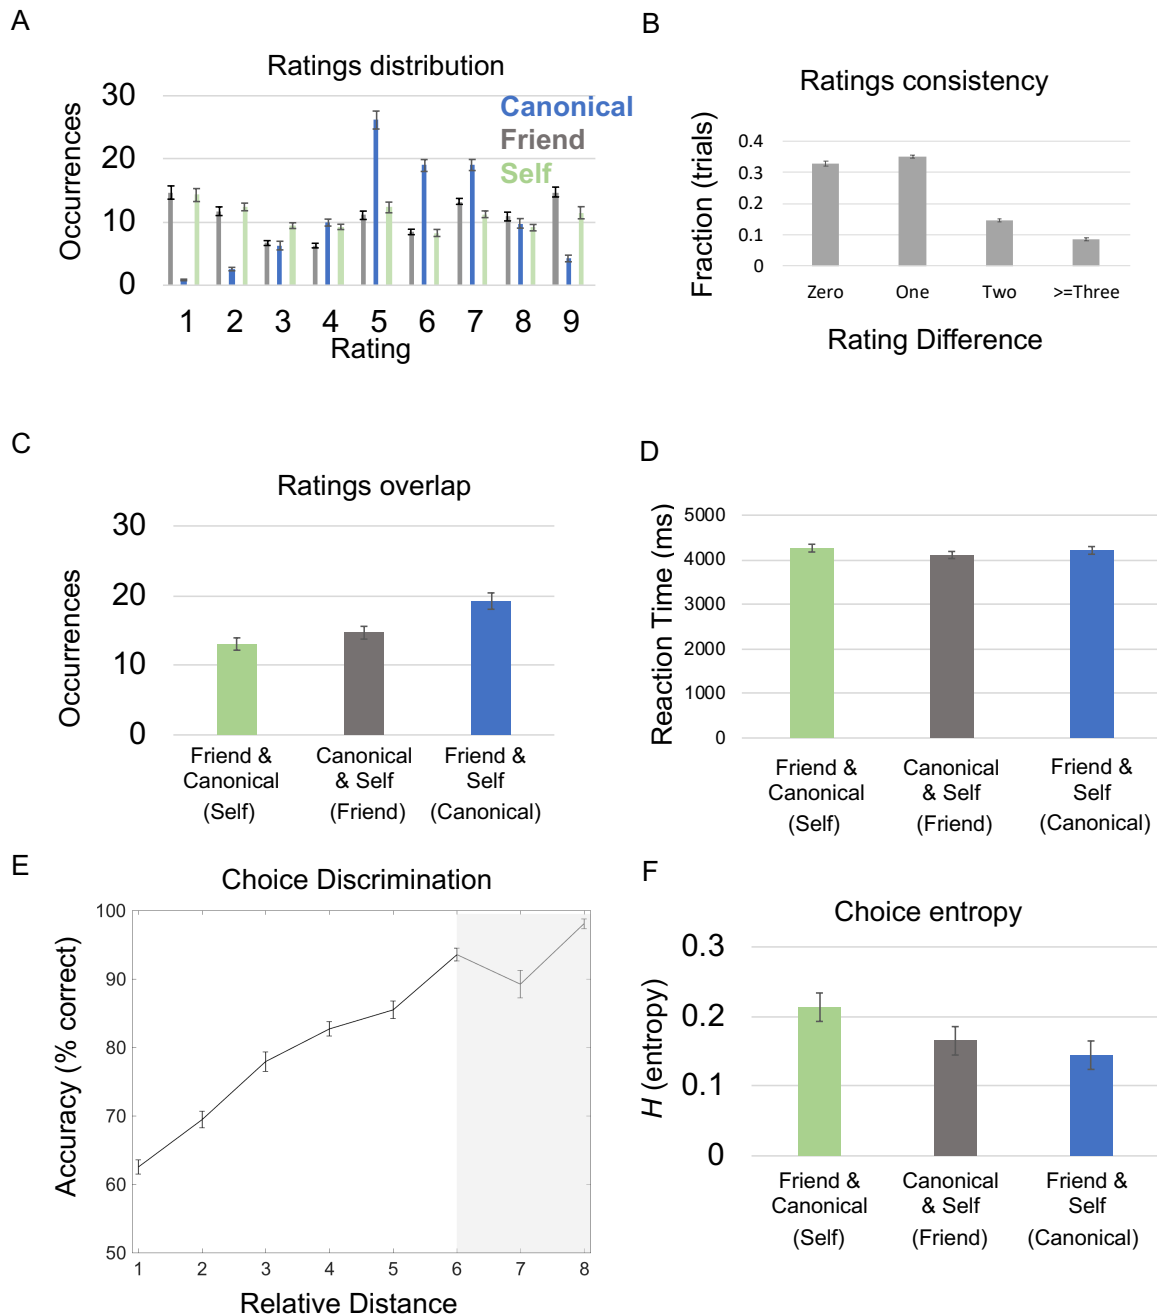 A
Ratings distribution
Occurrences
30
20
10
0
Canonical
Friend
Self
1 2 3 4 5 6 7 8 9
Rating
B
Ratings consistency
Fraction (trials)
0.4
0.3
0.2
0.1
0
Zero One Two >=Three
Rating Difference
C
Ratings overlap
Occurrences
30
20
10
0
Friend & Canonical & Self Friend &
Canonical & Self Self
(Self) (Friend) (Canonical)
D
Reaction Time (ms)
5000
4000
3000
2000
1000
0
Friend & Canonical Friend &
Canonical & Self Self
(Self) (Friend) (Canonical)
E
Choice Discrimination
Accuracy (% correct)
100
90
80
70
60
50
1 2 3 4 5 6 7 8
Relative Distance
F
Choice entropy
H (entropy)
0.3
0.2
0.1
0
Friend & Canonical Friend &
Canonical & Self Self
(Self) (Friend) (Canonical)